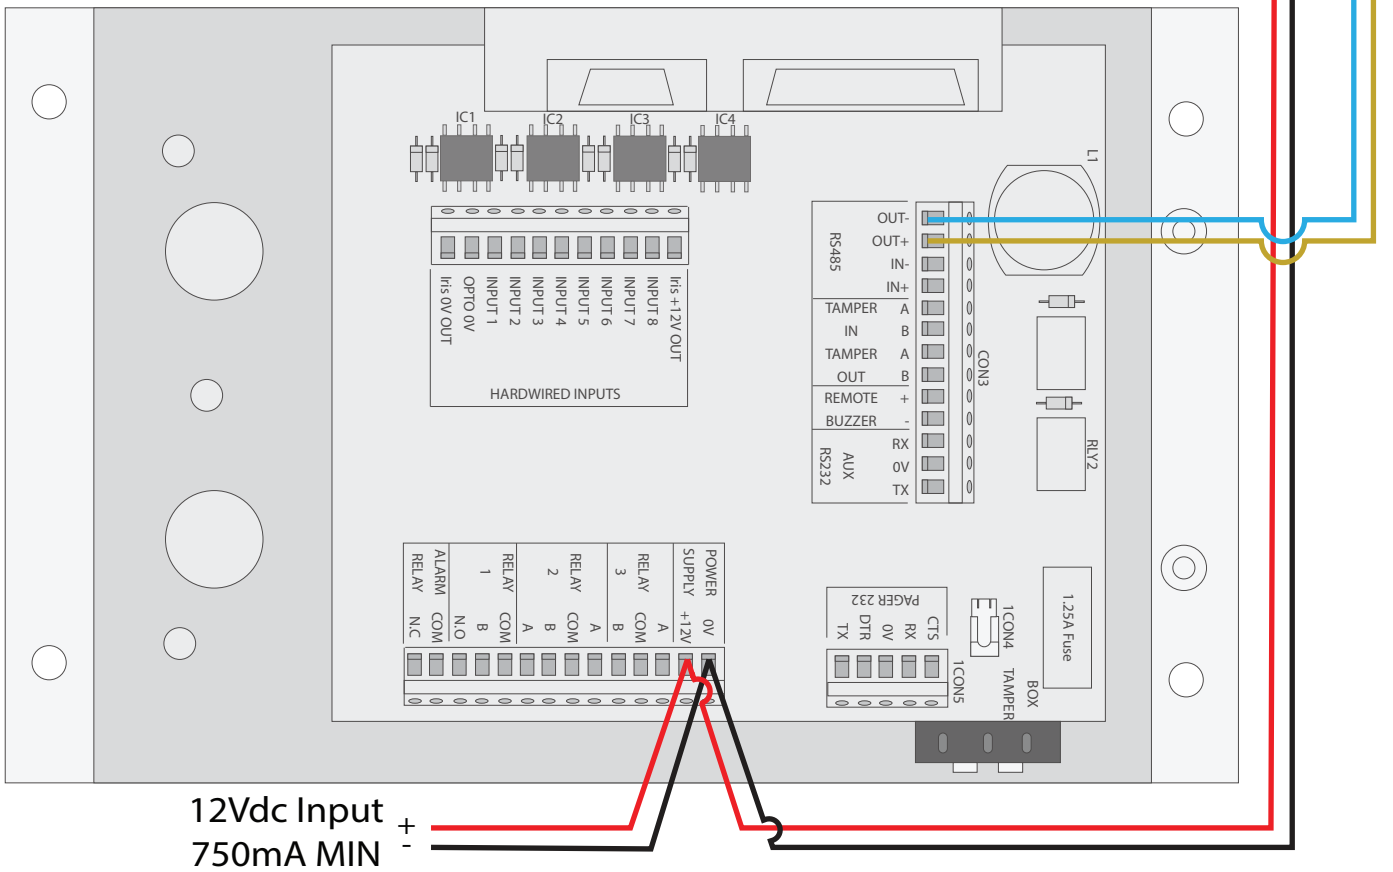 IC1
IC2
IC3
IC4
L1
OUT-
OUT+
IN-
IN+
RS485
TAMPER A
IN B
TAMPER A
OUT B
REMOTE +
BUZZER -
RX
0V
TX
AUX
RS232
CON3
RLY2
Iris 0V OUT
OPTO 0V
INPUT 1
INPUT 2
INPUT 3
INPUT 4
INPUT 5
INPUT 6
INPUT 7
INPUT 8
Iris +12V OUT
HARDWIRED INPUTS
ALARM
RELAY
RELAY
1
RELAY
2
RELAY
3
POWER
SUPPLY
N.C
COM
N.O
B
COM
A
B
COM
A
B
COM
A
+12V
0V
PAGER 232
TX
DTR
0V
RX
CTS
1CON5
1CON4
1.25A Fuse
BOX
TAMPER
12Vdc Input +
750mA MIN -